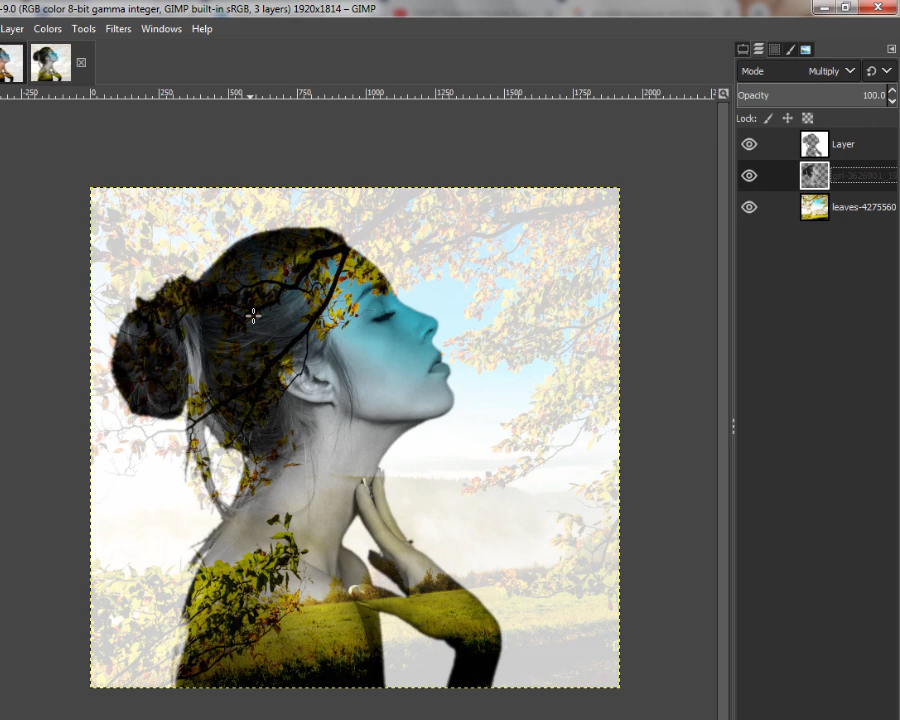 -9.0 (RGB color 8-bit gamma integer, GIMP built-in sRGB, 3 layers) 1920x1814 – GIMP
Layer Colors Tools Filters Windows Help
-250 0 250 500 750 1000 1250 1500 1750 2000
Mode Multiply
Opacity 100.0
Lock:
Layer
girl-3626901_19
leaves-4275560